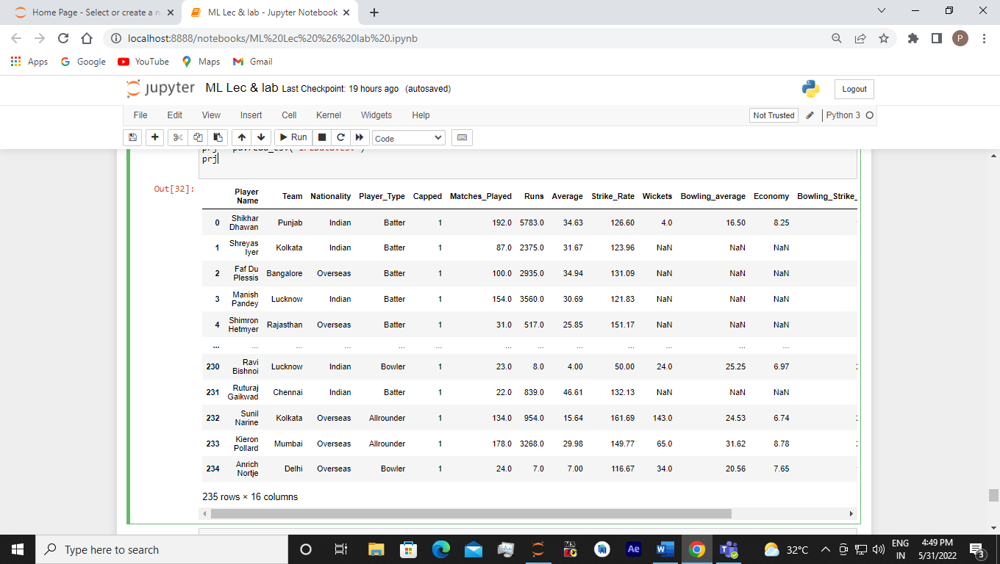 Home Page - Select or create a n
ML Lec & lab - Jupyter Notebook
localhost:8888/notebooks/ML%20Lec%20%26%20lab%20.ipynb
P
Apps Google YouTube Maps Gmail
jupyter ML Lec & lab Last Checkpoint: 19 hours ago (autosaved)
Logout
File Edit View Insert Cell Kernel Widgets Help
Not Trusted Python 3
Run Code
prj
Out[32]:
Player Name Team Nationality Player_Type Capped Matches_Played Runs Average Strike_Rate Wickets Bowling_average Economy Bowling_Strike_
0 Shikhar Dhawan Punjab Indian Batter 1 192.0 5783.0 34.63 126.60 4.0 16.50 8.25
1 Shreyas Iyer Kolkata Indian Batter 1 87.0 2375.0 31.67 123.96 NaN NaN NaN
2 Faf Du Plessis Bangalore Overseas Batter 1 100.0 2935.0 34.94 131.09 NaN NaN NaN
3 Manish Pandey Lucknow Indian Batter 1 154.0 3560.0 30.69 121.83 NaN NaN NaN
4 Shimron Hetmyer Rajasthan Overseas Batter 1 31.0 517.0 25.85 151.17 NaN NaN NaN
... ... ... ... ... ... ... ... ... ... ... ... ...
230 Ravi Bishnoi Lucknow Indian Bowler 1 23.0 8.0 4.00 50.00 24.0 25.25 6.97
231 Ruturaj Gaikwad Chennai Indian Batter 1 22.0 839.0 46.61 132.13 NaN NaN NaN
232 Sunil Narine Kolkata Overseas Allrounder 1 134.0 954.0 15.64 161.69 143.0 24.53 6.74
233 Kieron Pollard Mumbai Overseas Allrounder 1 178.0 3268.0 29.98 149.77 65.0 31.62 8.78
234 Anrich Nortje Delhi Overseas Bowler 1 24.0 7.0 7.00 116.67 34.0 20.56 7.65
235 rows × 16 columns
Type here to search
Ae
32°C
ENG
IN
4:49 PM
5/31/2022
3